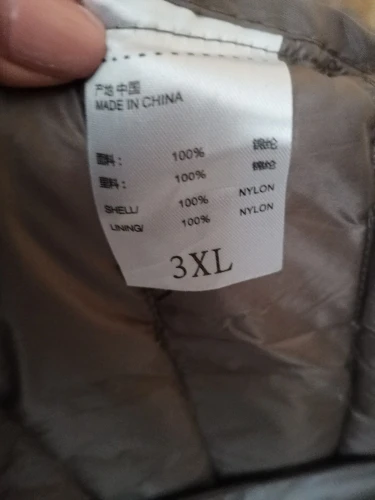 产地 中国
MADE IN CHINA
面料： 100% 锦纶
里料： 100% 锦纶
SHELL/ 100% NYLON
LINING/ 100% NYLON
3XL